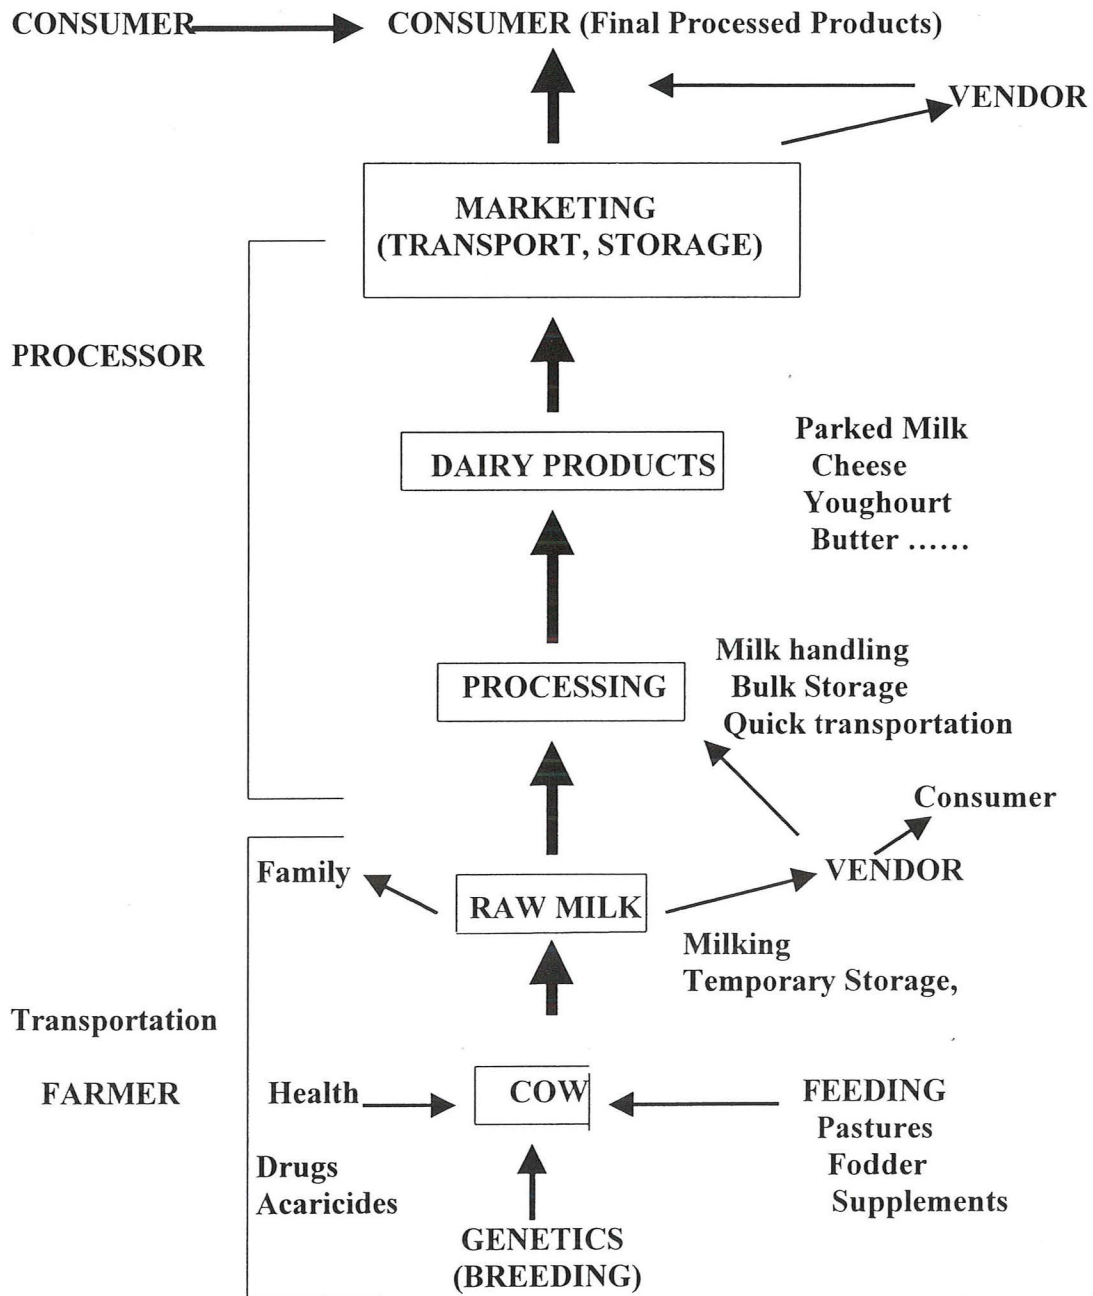 CONSUMER
CONSUMER (Final Processed Products)
VENDOR
MARKETING
(TRANSPORT, STORAGE)
PROCESSOR
Parked Milk
DAIRY PRODUCTS
Cheese
Youghourt
Butter ......
Milk handling
PROCESSING
Bulk Storage
Quick transportation
Consumer
Family
VENDOR
RAW MILK
Milking
Temporary Storage,
Transportation
FARMER
Health
COW
FEEDING
Pastures
Drugs
Fodder
Acaricides
Supplements
GENETICS
(BREEDING)